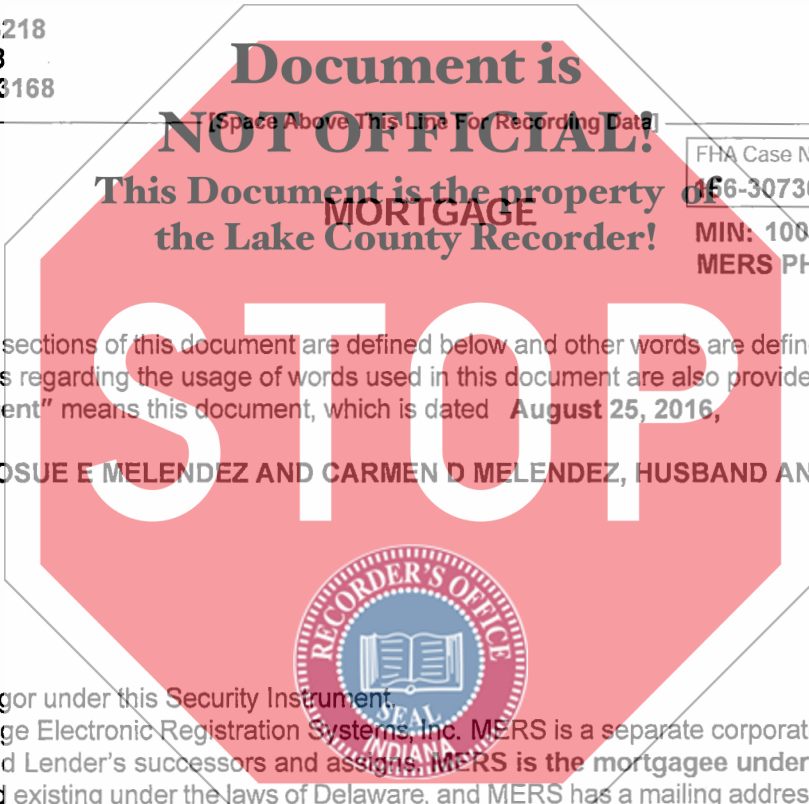 218
3168
Document is
NOT OFFICIAL!
[Space Above This Line For Recording Data]
This Document is the property of
the Lake County Recorder!
MORTGAGE
FHA Case N
MIN: 100
MERS PH
sections of this document are defined below and other words are defin
s regarding the usage of words used in this document are also provide
ent" means this document, which is dated August 25, 2016,
OSUE E MELENDEZ AND CARMEN D MELENDEZ, HUSBAND AN
STOP
RECORDER'S OFFICE
SEAL
INDIANA
gor under this Security Instrument.
ge Electronic Registration Systems, Inc. MERS is a separate corporat
d Lender's successors and assigns. MERS is the mortgagee under
d existing under the laws of Delaware, and MERS has a mailing addres